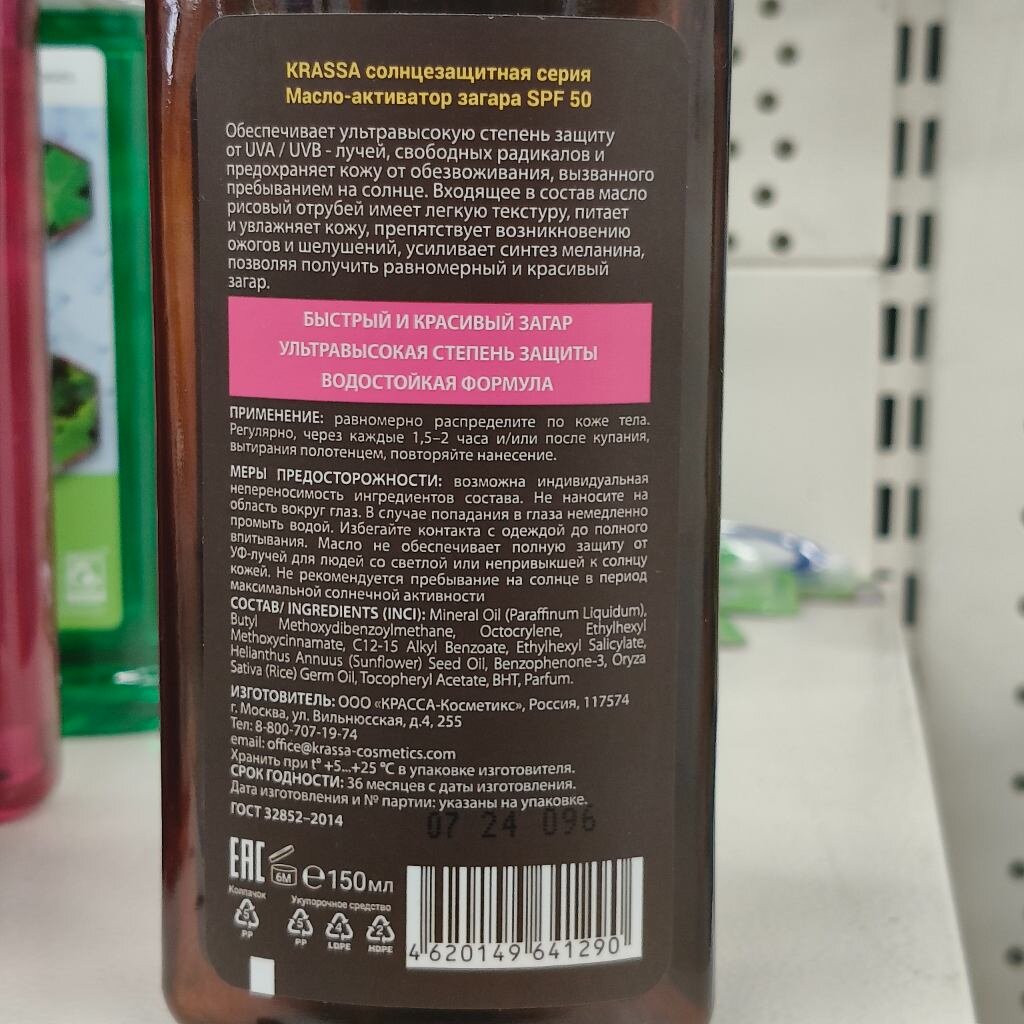 KRASSA солнцезащитная серия
Масло-активатор загара SPF 50
Обеспечивает ультравысокую степень защиту
от UVA / UVB - лучей, свободных радикалов и
предохраняет кожу от обезвоживания, вызванного
пребыванием на солнце. Входящее в состав масло
рисовый отрубей имеет легкую текстуру, питает
и увлажняет кожу, препятствует возникновению
ожогов и шелушений, усиливает синтез меланина,
позволяя получить равномерный и красивый
загар.
БЫСТРЫЙ И КРАСИВЫЙ ЗАГАР
УЛЬТРАВЫСОКАЯ СТЕПЕНЬ ЗАЩИТЫ
ВОДОСТОЙКАЯ ФОРМУЛА
ПРИМЕНЕНИЕ: равномерно распределите по коже тела.
Регулярно, через каждые 1,5–2 часа и/или после купания,
вытирания полотенцем, повторяйте нанесение.
МЕРЫ ПРЕДОСТОРОЖНОСТИ: возможна индивидуальная
непереносимость ингредиентов состава. Не наносите на
область вокруг глаз. В случае попадания в глаза немедленно
промыть водой. Избегайте контакта с одеждой до полного
впитывания. Масло не обеспечивает полную защиту от
УФ-лучей для людей со светлой или непривыкшей к солнцу
кожей. Не рекомендуется пребывание на солнце в период
максимальной солнечной активности
СОСТАВ/ INGREDIENTS (INCI): Mineral Oil (Paraffinum Liquidum),
Butyl Methoxydibenzoylmethane, Octocrylene, Ethylhexyl
Methoxycinnamate, C12-15 Alkyl Benzoate, Ethylhexyl Salicylate,
Helianthus Annuus (Sunflower) Seed Oil, Benzophenone-3, Oryza
Sativa (Rice) Germ Oil, Tocopheryl Acetate, BHT, Parfum.
ИЗГОТОВИТЕЛЬ: ООО «КРАССА-Косметикс», Россия, 117574
г. Москва, ул. Вильнюсская, д.4, 255
Тел: 8-800-707-19-74
email: office@krassa-cosmetics.com
Хранить при t° +5...+25 °С в упаковке изготовителя.
СРОК ГОДНОСТИ: 36 месяцев с даты изготовления.
Дата изготовления и № партии: указаны на упаковке.
ГОСТ 32852–2014
07 24 096
EAC 6M ℮150мл
Колпачок Укупорочное средство
5 5 4 2
PP PP LDPE HDPE
4 620149 641290